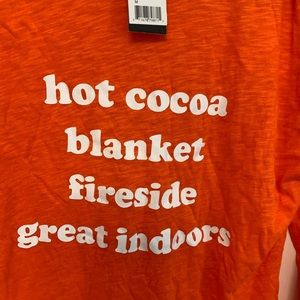 hot cocoa
blanket
fireside
great indoors